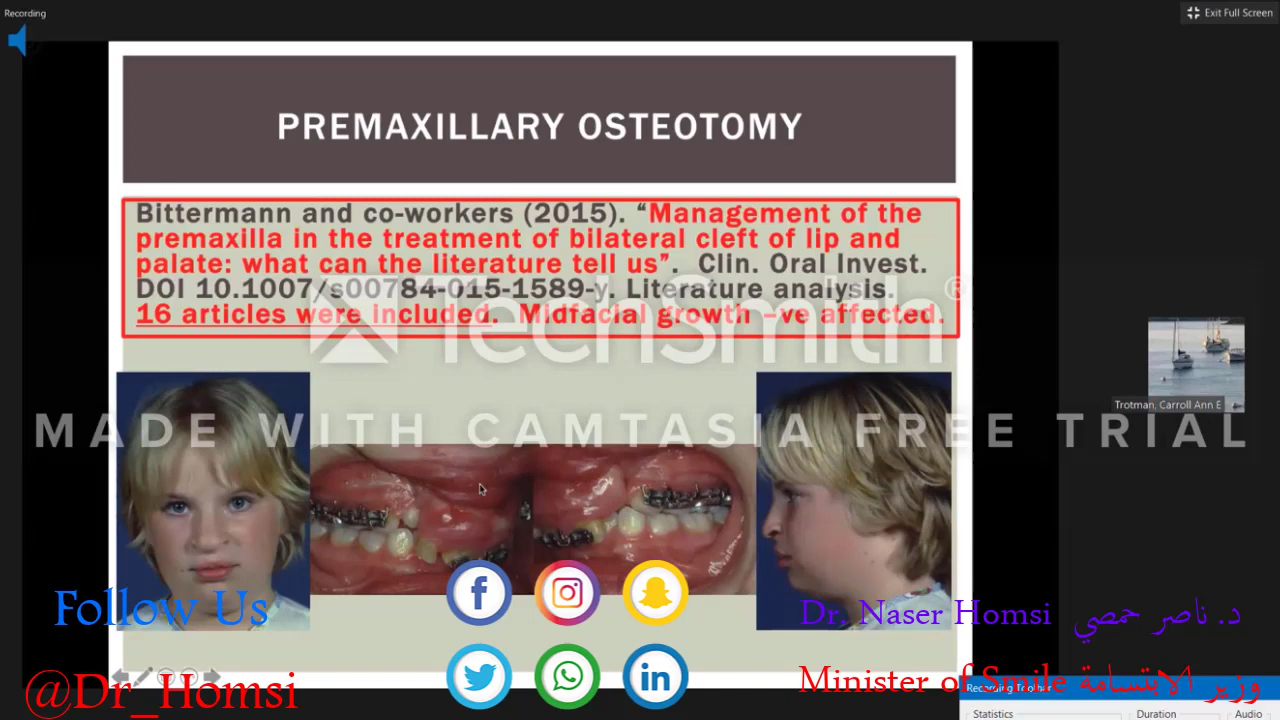 Recording
Exit Full Screen
PREMAXILLARY OSTEOTOMY
Bittermann and co-workers (2015). “Management of the
premaxilla in the treatment of bilateral cleft of lip and
palate: what can the literature tell us”. Clin. Oral Invest.
DOI 10.1007/s00784-015-1589-y. Literature analysis.
16 articles were included. Midfacial growth –ve affected.
TechSmith®
MADE WITH CAMTASIA FREE TRIAL
Trotman, Carroll Ann E
Follow Us
@Dr_Homsi
Dr. Naser Homsi د. ناصر حمصي
Minister of Smile وزير الابتسامة
Recording Toolbar
Statistics Duration Audio